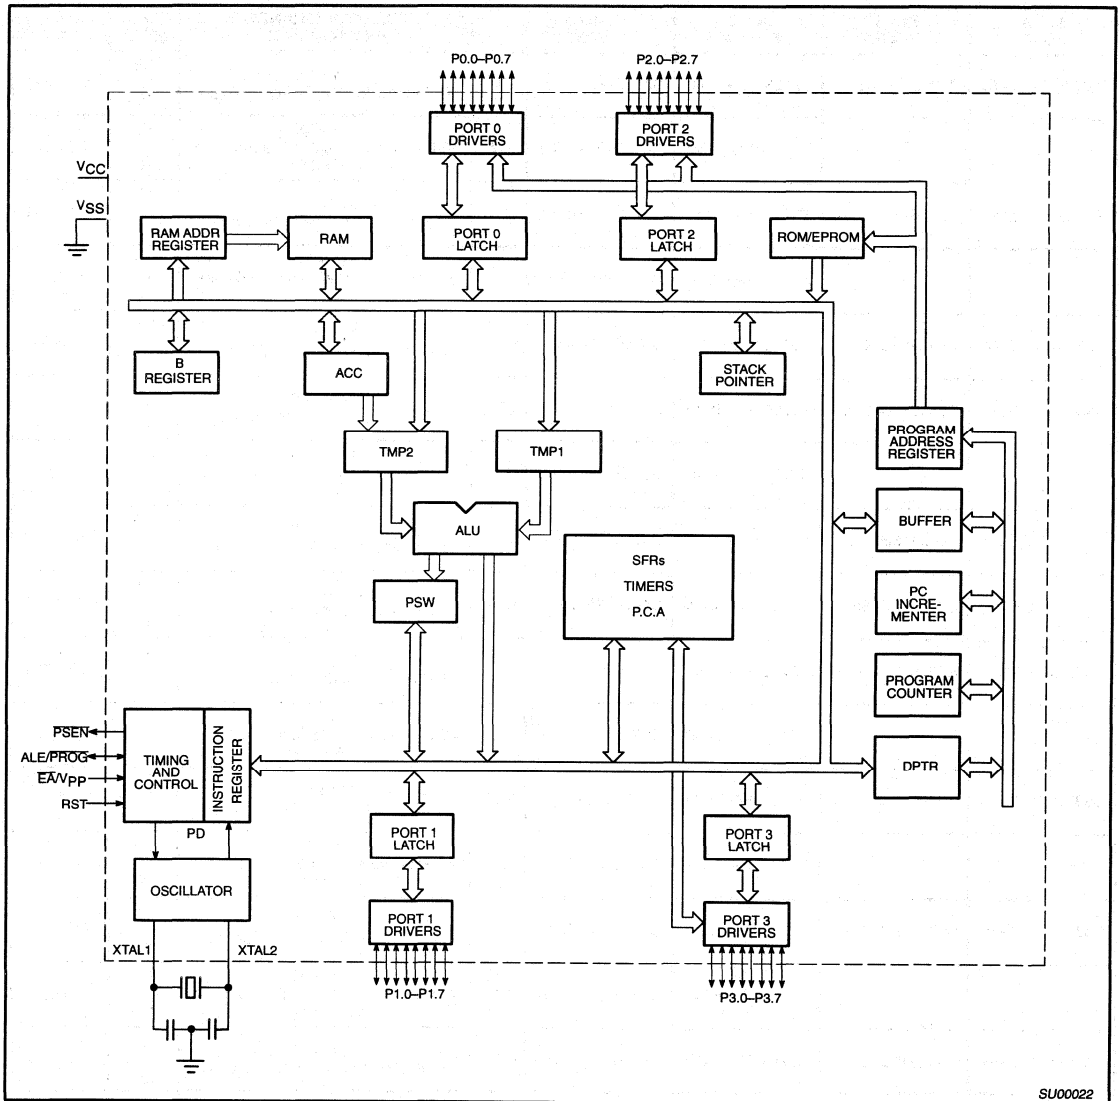 P0.0–P0.7
P2.0–P2.7
PORT 0
DRIVERS
PORT 2
DRIVERS
VCC
VSS
RAM ADDR
REGISTER
RAM
PORT 0
LATCH
PORT 2
LATCH
ROM/EPROM
B
REGISTER
ACC
STACK
POINTER
PROGRAM
ADDRESS
REGISTER
TMP2
TMP1
ALU
BUFFER
SFRs
TIMERS
P.C.A
PSW
PC
INCRE-
MENTER
PROGRAM
COUNTER
PSEN
ALE/PROG
EA/VPP
RST
TIMING
AND
CONTROL
INSTRUCTION
REGISTER
DPTR
PD
PORT 1
LATCH
PORT 3
LATCH
OSCILLATOR
PORT 1
DRIVERS
PORT 3
DRIVERS
XTAL1
XTAL2
P1.0–P1.7
P3.0–P3.7
SU00022